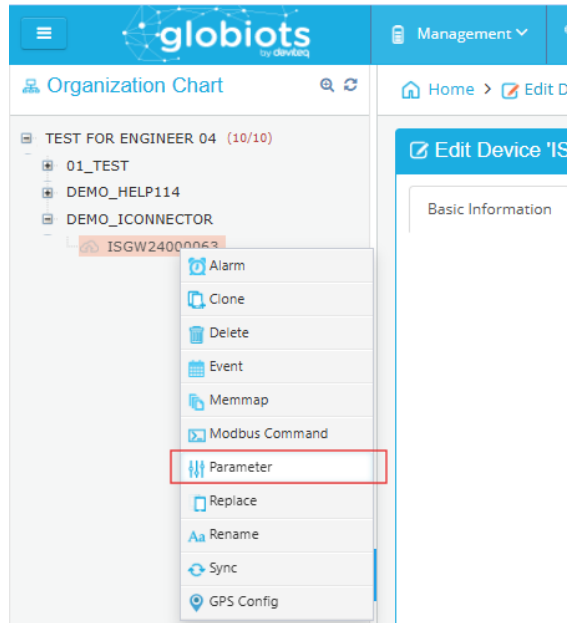 globiots
by deviteq
Management
Organization Chart
Home > Edit D
TEST FOR ENGINEER 04 (10/10)
01_TEST
DEMO_HELP114
DEMO_ICONNECTOR
ISGW24000063
Edit Device 'IS
Basic Information
Alarm
Clone
Delete
Event
Memmap
Modbus Command
Parameter
Replace
Aa Rename
Sync
GPS Config